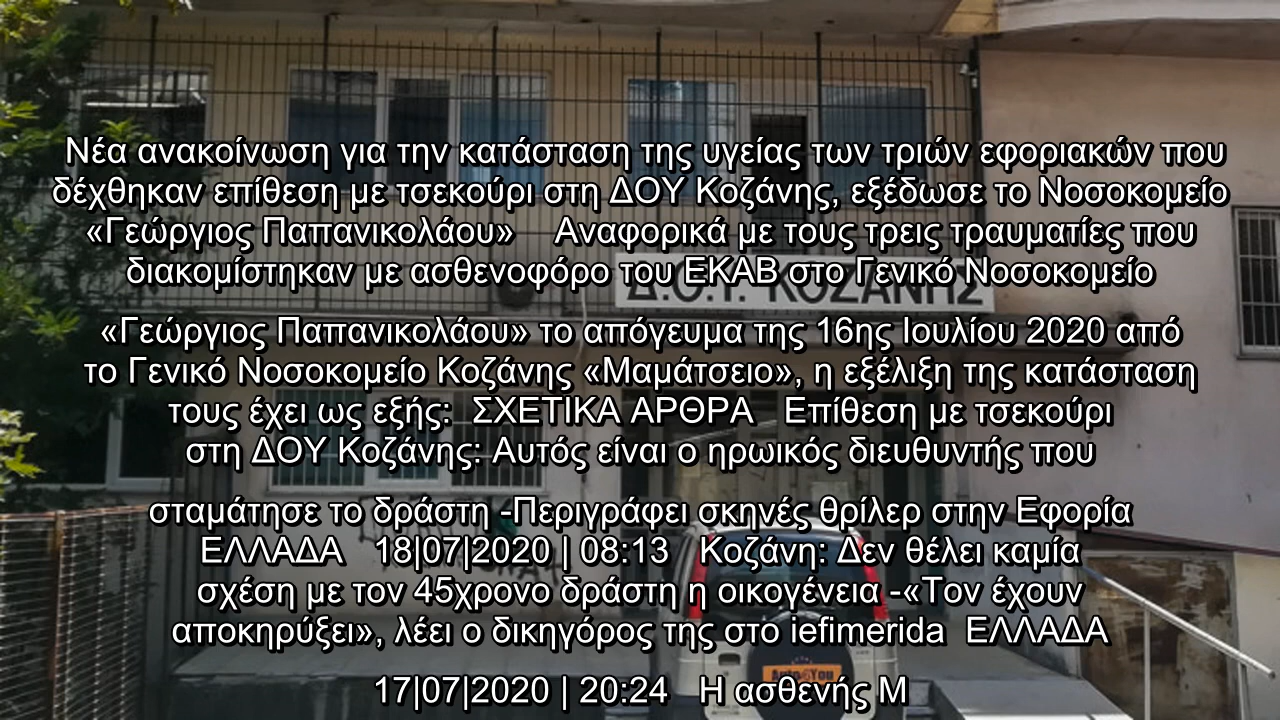 Νέα ανακοίνωση για την κατάσταση της υγείας των τριών εφοριακών που
δέχθηκαν επίθεση με τσεκούρι στη ΔΟΥ Κοζάνης, εξέδωσε το Νοσοκομείο
«Γεώργιος Παπανικολάου» Αναφορικά με τους τρεις τραυματίες που
διακομίστηκαν με ασθενοφόρο του ΕΚΑΒ στο Γενικό Νοσοκομείο
Δ.Ο.Υ. ΚΟΖΑΝΗΣ
«Γεώργιος Παπανικολάου» το απόγευμα της 16ης Ιουλίου 2020 από
το Γενικό Νοσοκομείο Κοζάνης «Μαμάτσειο», η εξέλιξη της κατάσταση
τους έχει ως εξής: ΣΧΕΤΙΚΑ ΑΡΘΡΑ Επίθεση με τσεκούρι
στη ΔΟΥ Κοζάνης: Αυτός είναι ο ηρωικός διευθυντής που
σταμάτησε το δράστη -Περιγράφει σκηνές θρίλερ στην Εφορία
ΕΛΛΑΔΑ 18|07|2020 | 08:13 Κοζάνη: Δεν θέλει καμία
σχέση με τον 45χρονο δράστη η οικογένεια -«Τον έχουν
αποκηρύξει», λέει ο δικηγόρος της στο iefimerida ΕΛΛΑΔΑ
Auto4You
17|07|2020 | 20:24 Η ασθενής Μ